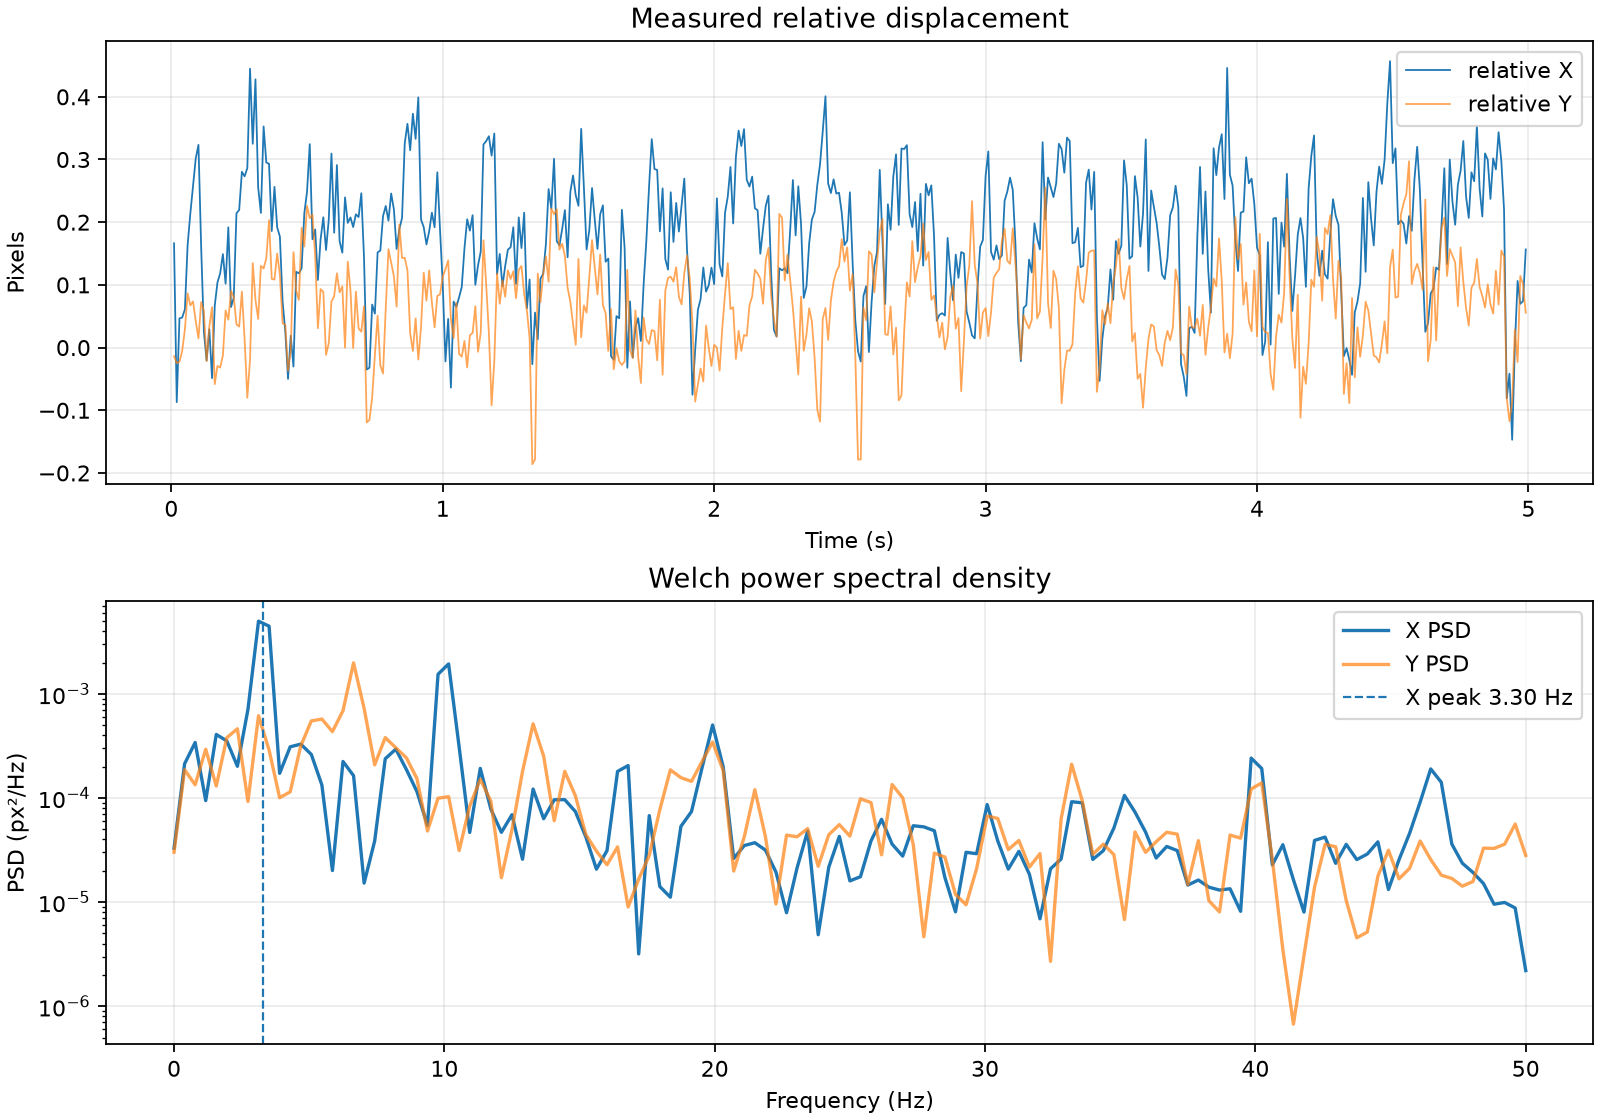 Measured relative displacement
relative X
relative Y
0.4
0.3
0.2
0.1
0.0
−0.1
−0.2
Pixels
0 1 2 3 4 5
Time (s)
Welch power spectral density
X PSD
Y PSD
X peak 3.30 Hz
10⁻³
10⁻⁴
10⁻⁵
10⁻⁶
PSD (px²/Hz)
0 10 20 30 40 50
Frequency (Hz)